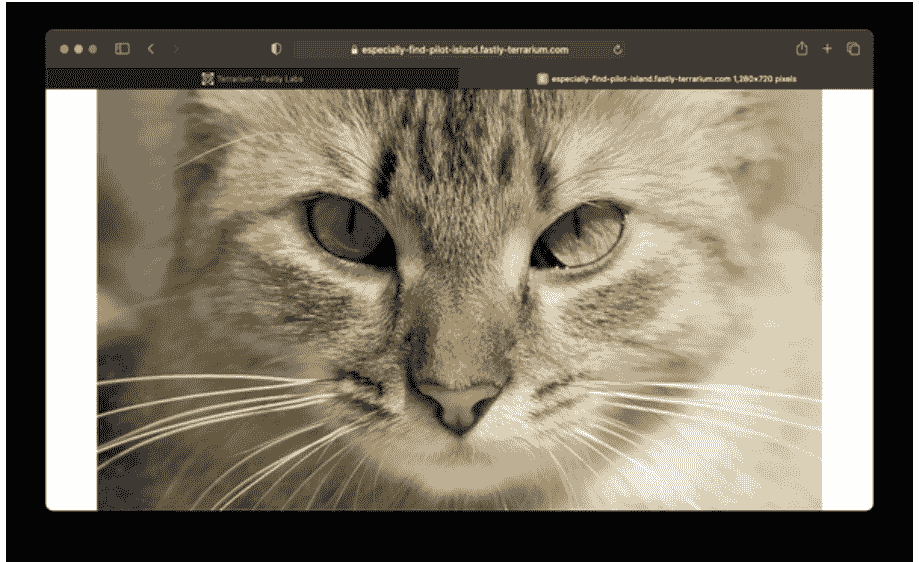 especially-find-pilot-island.fastly-terrarium.com
Terrarium - Fastly Labs
especially-find-pilot-island.fastly-terrarium.com 1,280×720 pixels